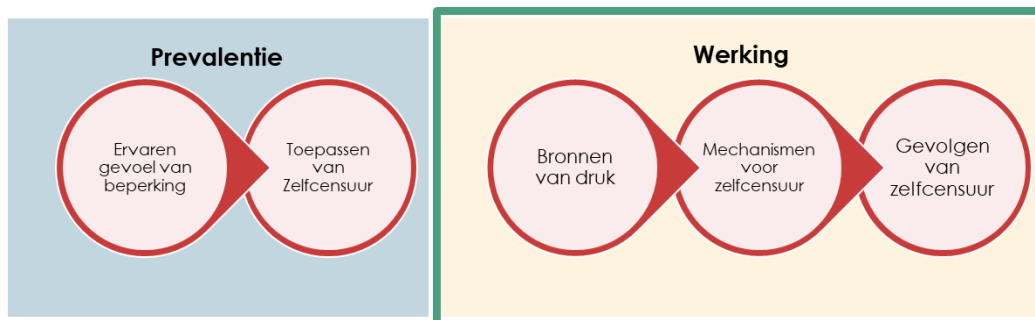 Prevalentie
Ervaren
gevoel van
beperking
Toepassen
van
Zelfcensuur
Werking
Bronnen
van druk
Mechanismen
voor
zelfcensuur
Gevolgen
van
zelfcensuur